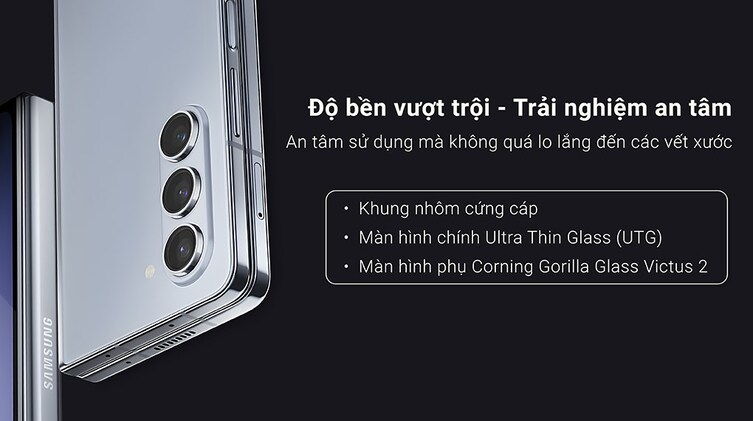 Độ bền vượt trội - Trải nghiệm an tâm
An tâm sử dụng mà không quá lo lắng đến các vết xước
• Khung nhôm cứng cáp
• Màn hình chính Ultra Thin Glass (UTG)
• Màn hình phụ Corning Gorilla Glass Victus 2
SAMSUNG